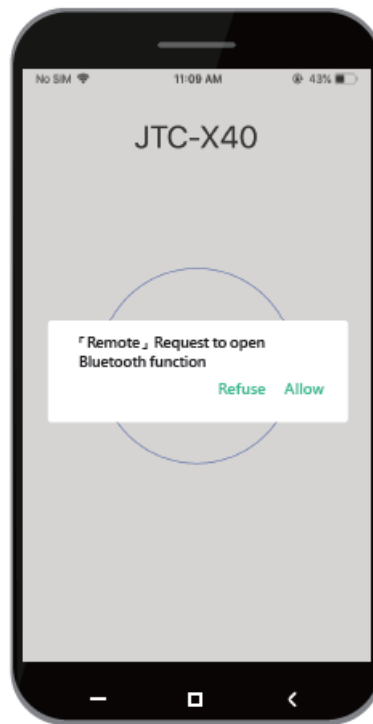 No SIM 11:09 AM 43%
JTC-X40
「Remote」 Request to open
Bluetooth function
Refuse Allow